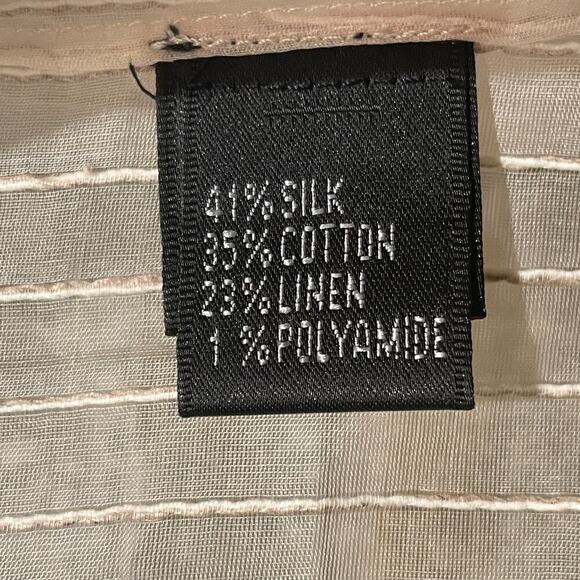 41% SILK
35% COTTON
23% LINEN
1 % POLYAMIDE